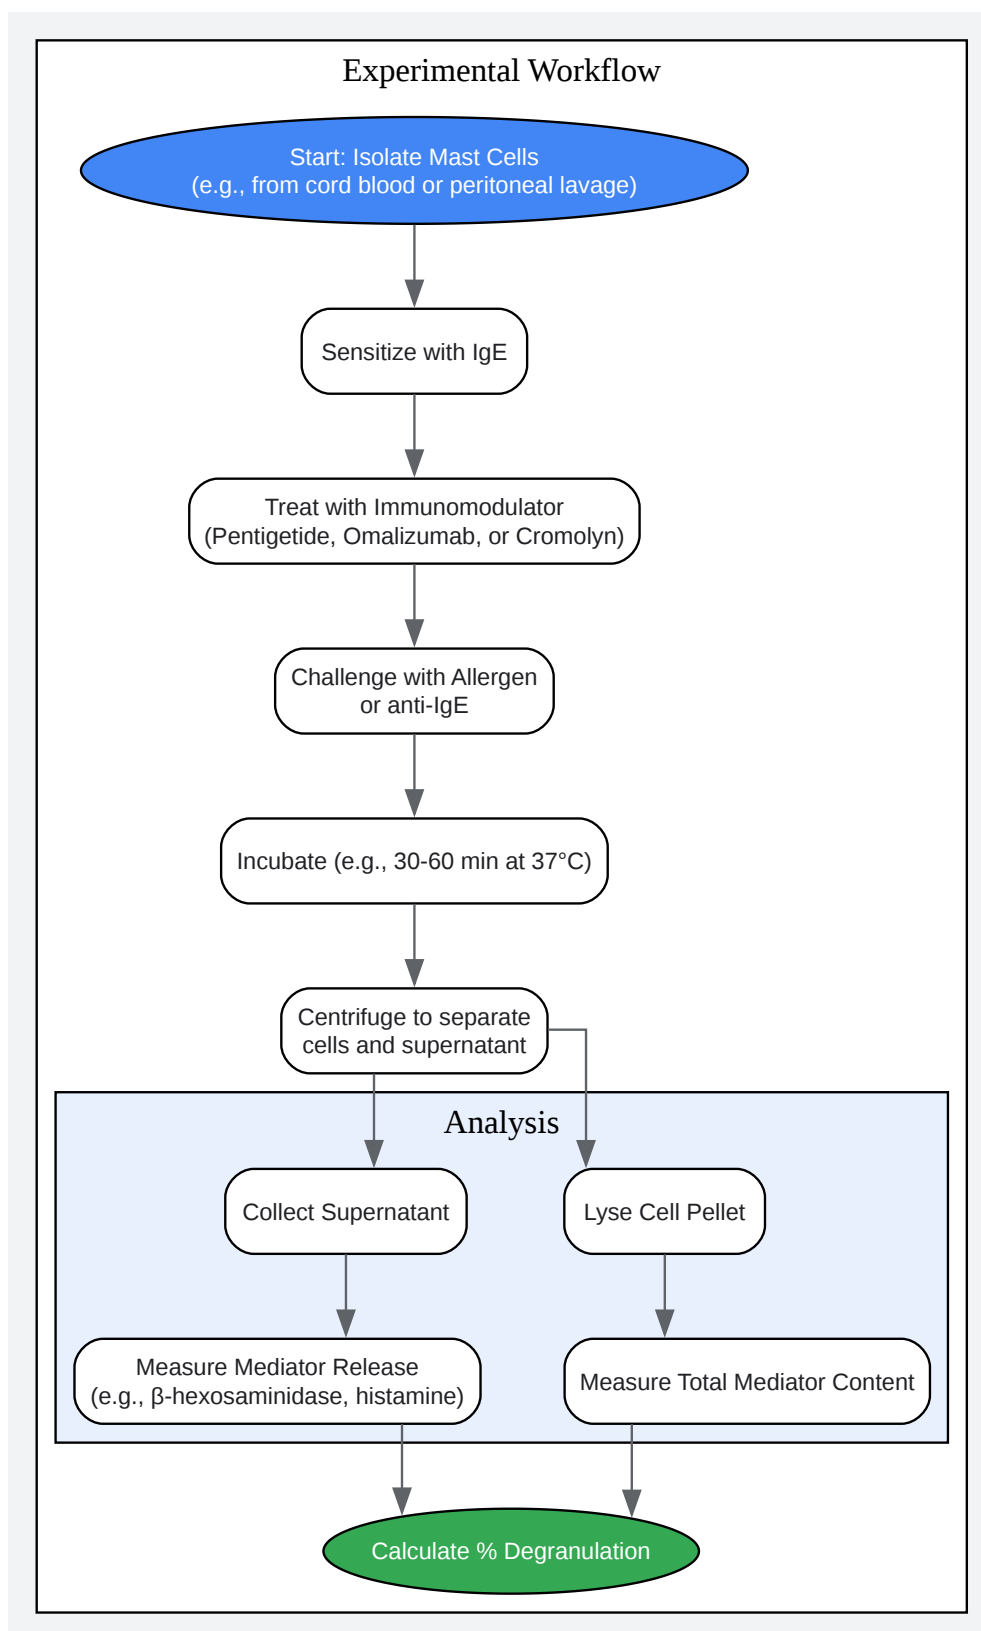 Experimental Workflow
Start: Isolate Mast Cells
(e.g., from cord blood or peritoneal lavage)
Sensitize with IgE
Treat with Immunomodulator
(Pentigetide, Omalizumab, or Cromolyn)
Challenge with Allergen
or anti-IgE
Incubate (e.g., 30-60 min at 37°C)
Centrifuge to separate
cells and supernatant
Analysis
Collect Supernatant
Lyse Cell Pellet
Measure Mediator Release
(e.g., β-hexosaminidase, histamine)
Measure Total Mediator Content
Calculate % Degranulation